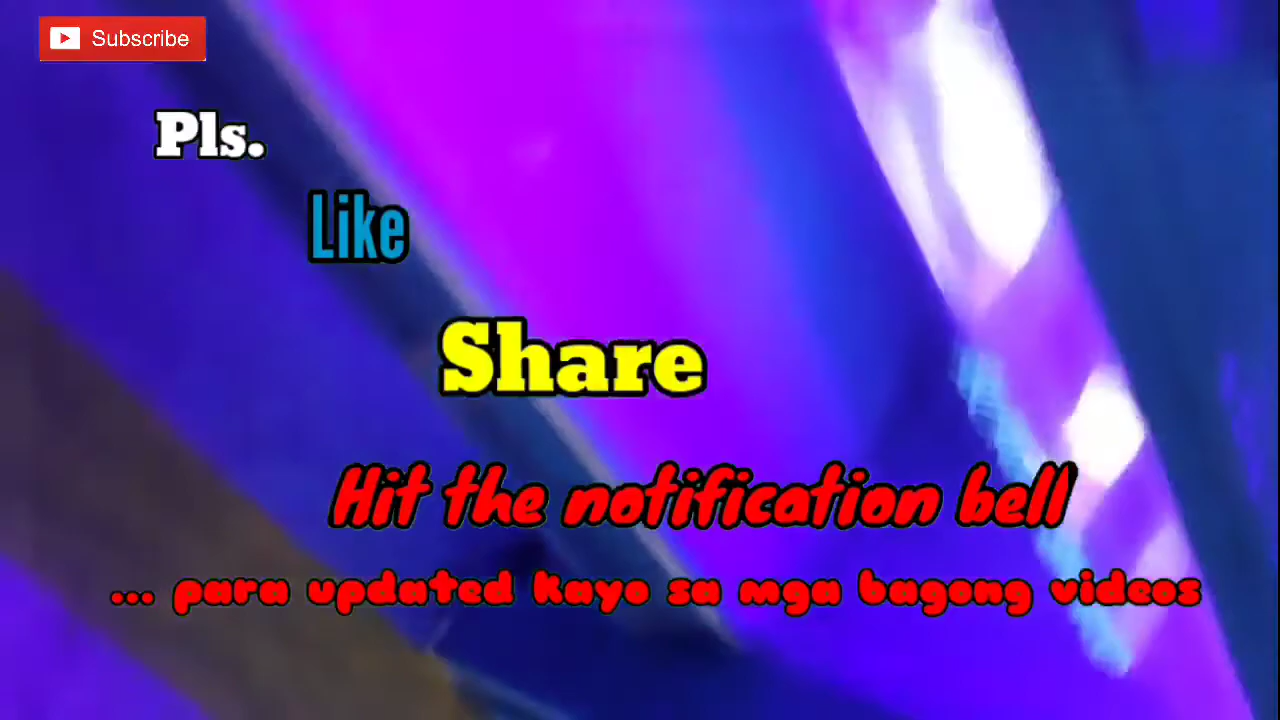 Subscribe
Pls.
Like
Share
Hit the notification bell
... para updated kayo sa mga bagong videos